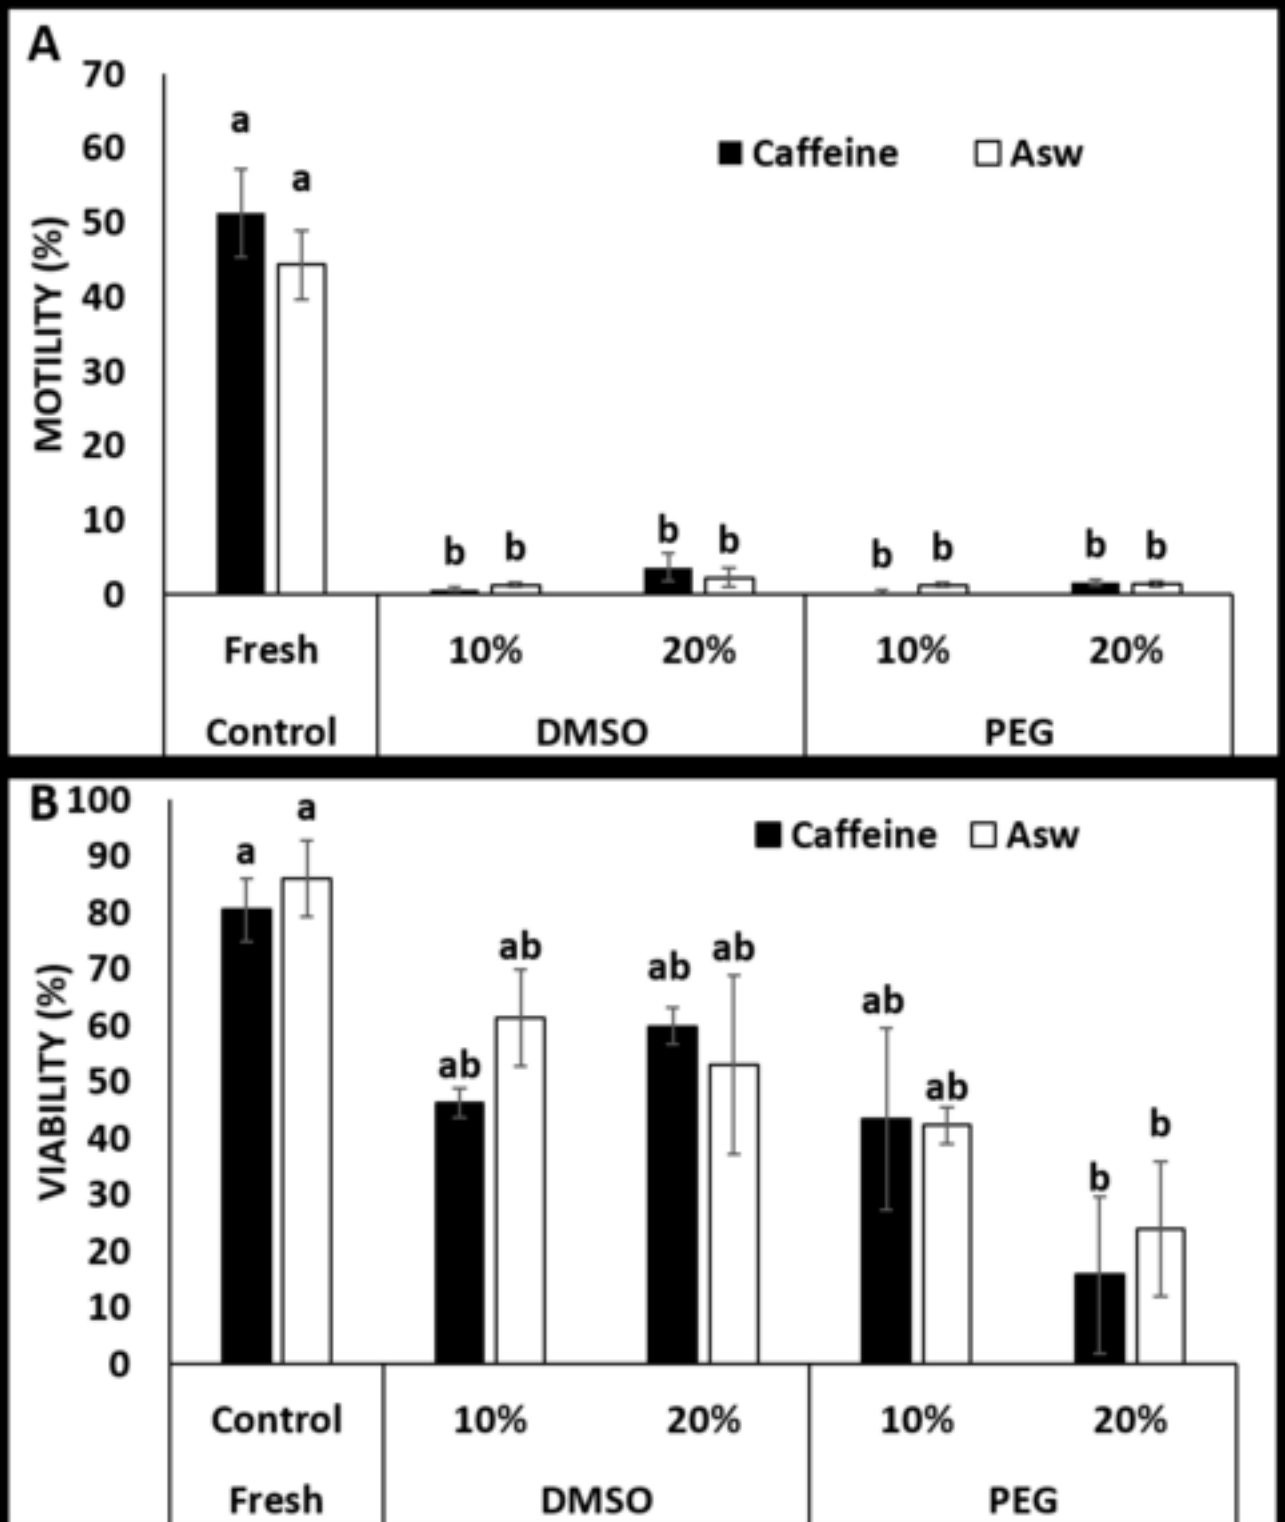 A
70
a
60
Caffeine Asw
a
50
40
30
20
10
0
MOTILITY (%)
b b b b b b b b
Fresh 10% 20% 10% 20%
Control DMSO PEG
B 100
a
Caffeine Asw
90
a
80
70
60
50
40
30
20
10
0
VIABILITY (%)
ab ab ab ab ab ab b b
Control 10% 20% 10% 20%
Fresh DMSO PEG